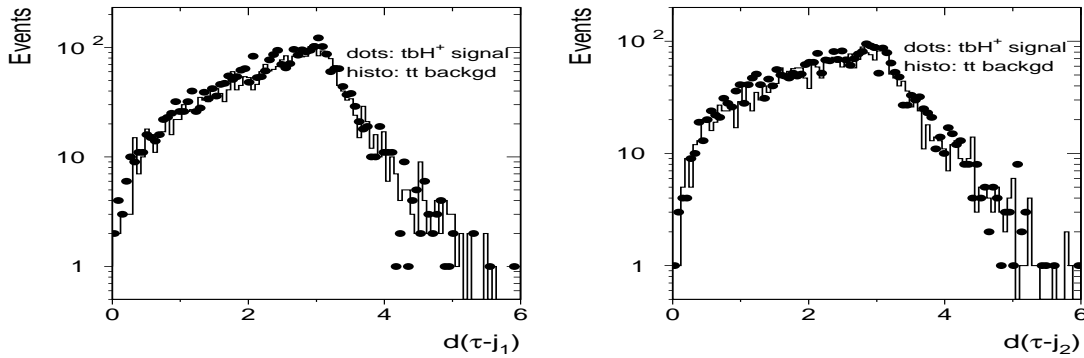 Events
10 ²
10
1
dots: tbH⁺ signal
histo: tt backgd
0 2 4 6
d(τ-j₁)
Events
10 ²
10
1
dots: tbH⁺ signal
histo: tt backgd
0 2 4 6
d(τ-j₂)